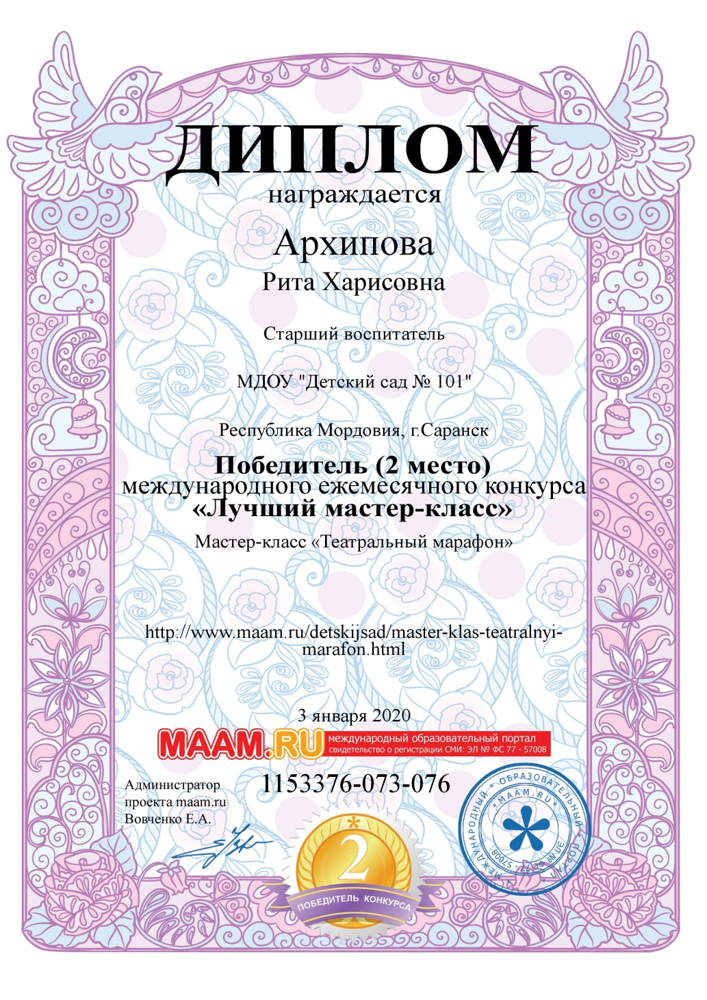 ДИПЛОМ
награждается
Архипова
Рита Харисовна
Старший воспитатель
МДОУ "Детский сад № 101"
Республика Мордовия, г.Саранск
Победитель (2 место)
международного ежемесячного конкурса
«Лучший мастер-класс»
Мастер-класс «Театральный марафон»
http://www.maam.ru/detskijsad/master-klas-teatralnyi-
marafon.html
3 января 2020
MAAM.RU
международный образовательный портал
свидетельство о регистрации СМИ: ЭЛ № ФС 77 - 57008
Администратор
проекта maam.ru
Вовченко Е.А.
1153376-073-076
2
ПОБЕДИТЕЛЬ КОНКУРСА
МЕЖДУНАРОДНЫЙ * ОБРАЗОВАТЕЛЬНЫЙ * ПОРТАЛ *
*MAAM.RU*
ЭЛ № ФС 77 - 57008